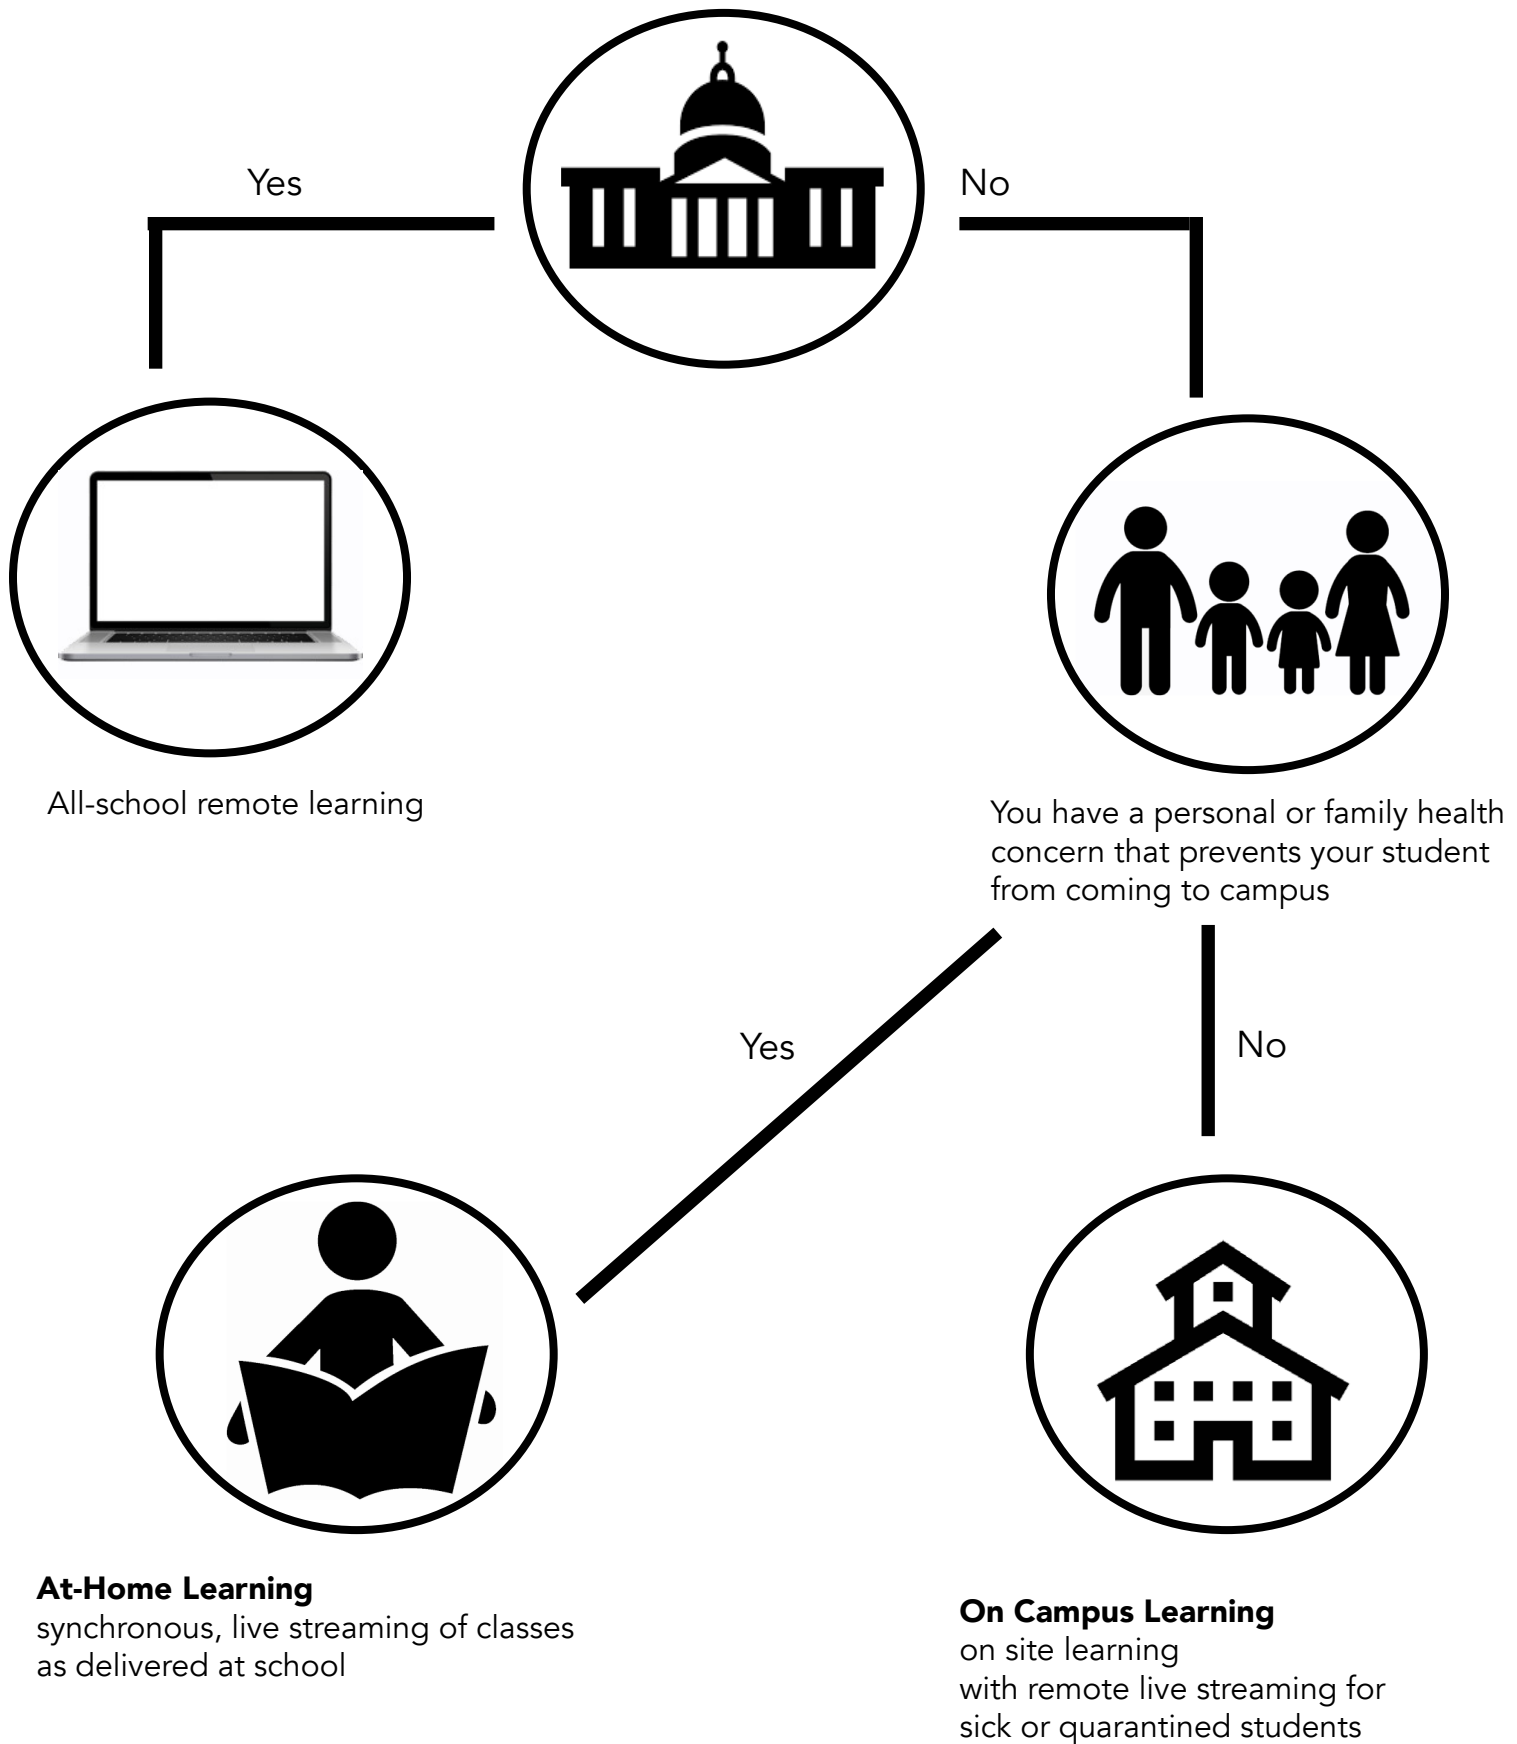 Yes
No
All-school remote learning
You have a personal or family health
concern that prevents your student
from coming to campus
Yes
No
At-Home Learning
synchronous, live streaming of classes
as delivered at school
On Campus Learning
on site learning
with remote live streaming for
sick or quarantined students